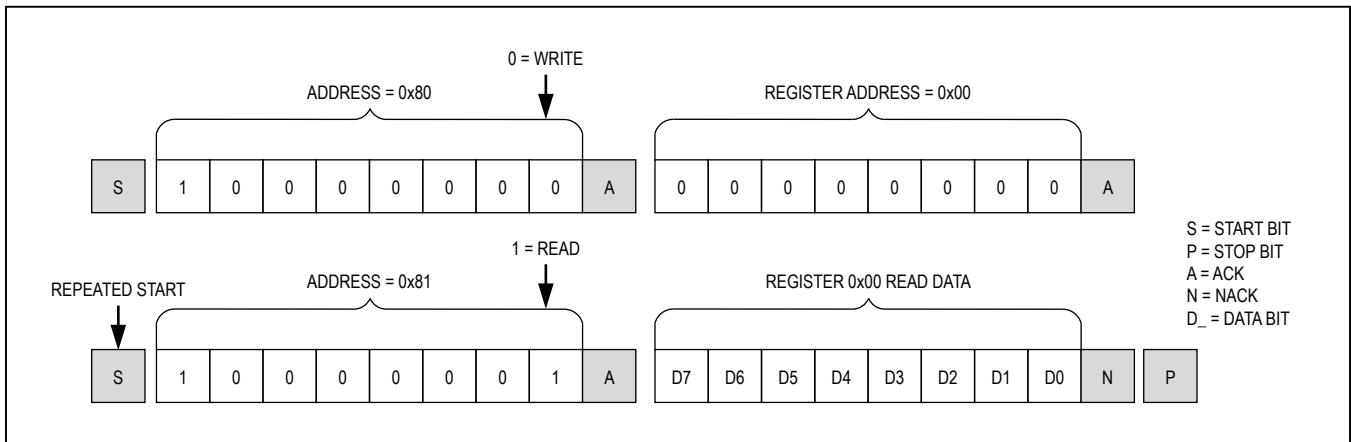 0 = WRITE
ADDRESS = 0x80 REGISTER ADDRESS = 0x00
S 1 0 0 0 0 0 0 0 A 0 0 0 0 0 0 0 0 A
1 = READ
REPEATED START ADDRESS = 0x81 REGISTER 0x00 READ DATA
S 1 0 0 0 0 0 0 1 A D7 D6 D5 D4 D3 D2 D1 D0 N P
S = START BIT
P = STOP BIT
A = ACK
N = NACK
D_ = DATA BIT